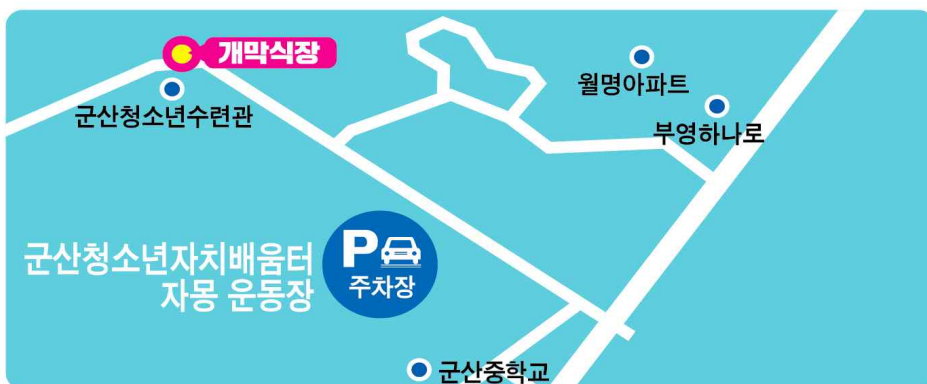 개막식장
월명아파트
군산청소년수련관
부영하나로
군산청소년자치배움터
자몽 운동장
P
주차장
군산중학교